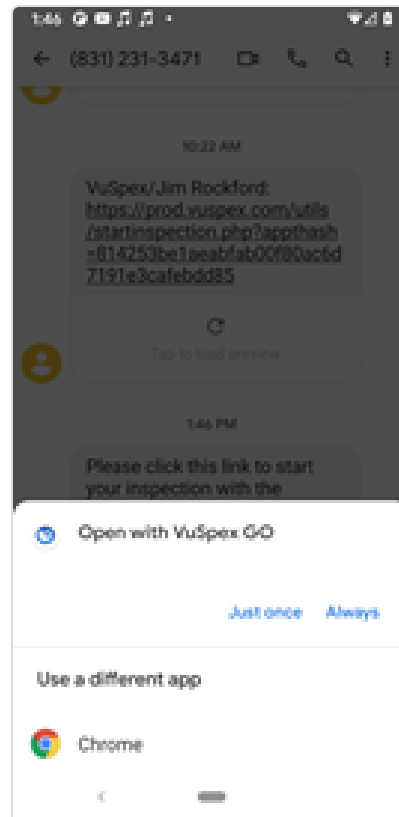 1:46
(831) 231-3471
10:22 AM
VuSpex/Jim Rockford:
https://prod.vuspex.com/utils
/startinspection.php?appthash
=814253be1aeabfab00f80ac6d
7191e3cafebdd85
Tap to load preview
1:46 PM
Please click this link to start
your inspection with the
Open with VuSpex GO
Just once Always
Use a different app
Chrome